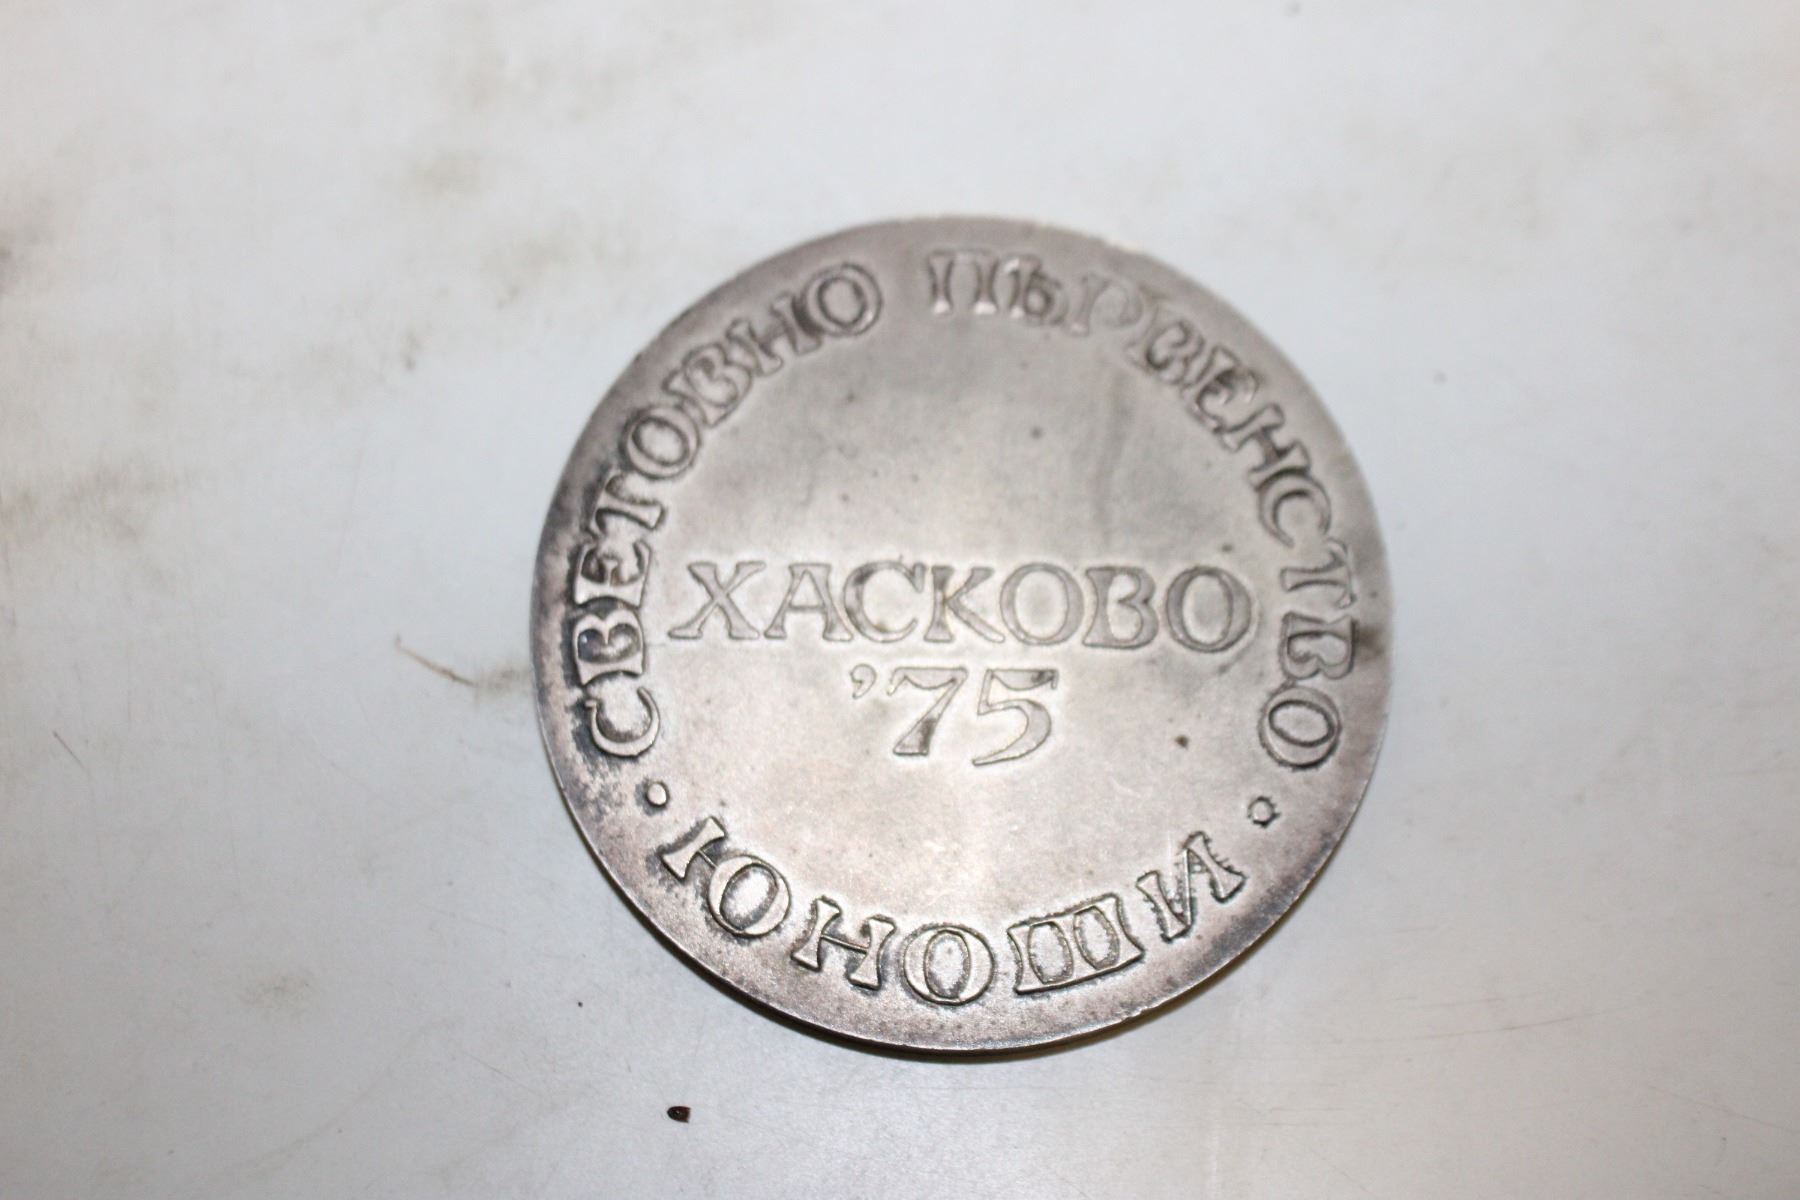 СВЕТОВНО ПЪРВЕНСТВО
ХАСКОВО
’75
• ЮНОШИ •